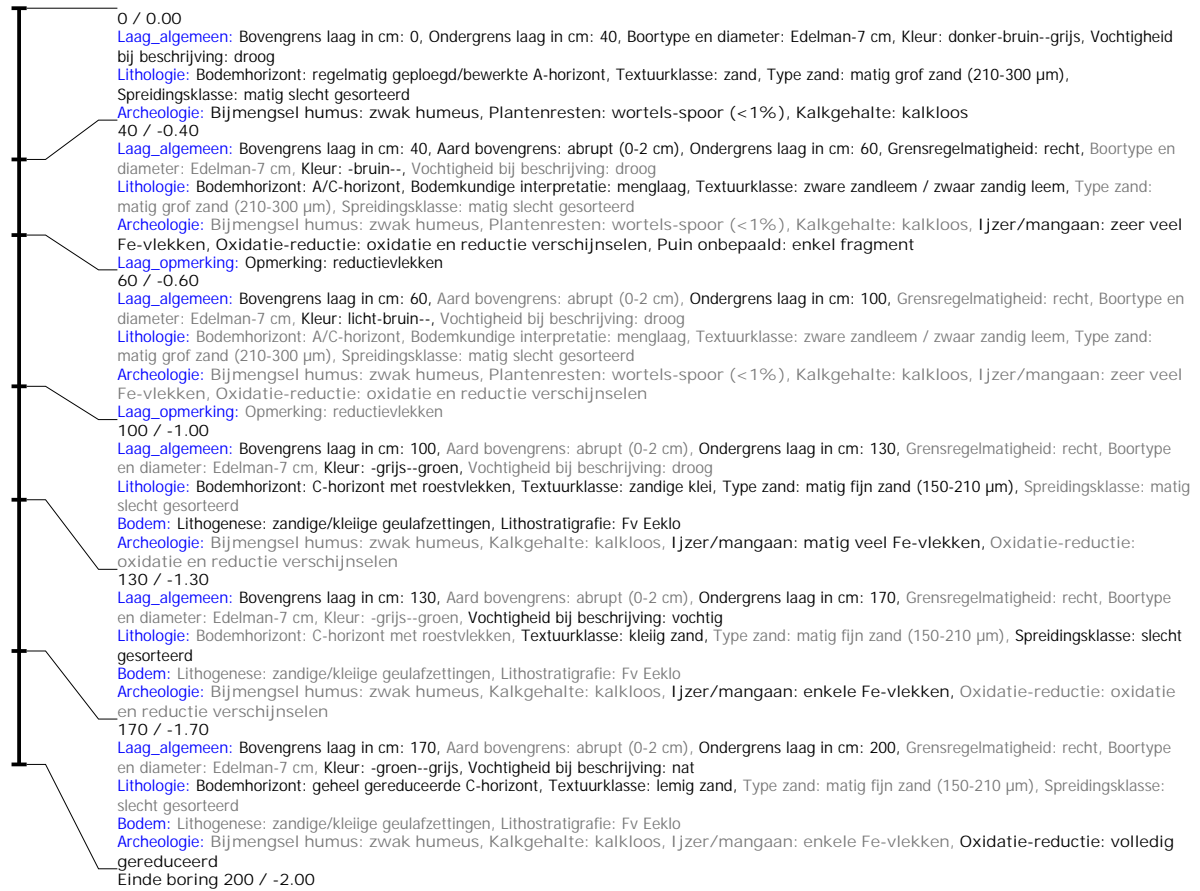 0 / 0.00
Laag_algemeen: Bovengrens laag in cm: 0, Ondergrens laag in cm: 40, Boortype en diameter: Edelman-7 cm, Kleur: donker-bruin--grijs, Vochtigheid
bij beschrijving: droog
Lithologie: Bodemhorizont: regelmatig geploegd/bewerkte A-horizont, Textuurklasse: zand, Type zand: matig grof zand (210-300 µm),
Spreidingsklasse: matig slecht gesorteerd
Archeologie: Bijmengsel humus: zwak humeus, Plantenresten: wortels-spoor (<1%), Kalkgehalte: kalkloos
40 / -0.40
Laag_algemeen: Bovengrens laag in cm: 40, Aard bovengrens: abrupt (0-2 cm), Ondergrens laag in cm: 60, Grensregelmatigheid: recht, Boortype en
diameter: Edelman-7 cm, Kleur: -bruin--, Vochtigheid bij beschrijving: droog
Lithologie: Bodemhorizont: A/C-horizont, Bodemkundige interpretatie: menglaag, Textuurklasse: zware zandleem / zwaar zandig leem, Type zand:
matig grof zand (210-300 µm), Spreidingsklasse: matig slecht gesorteerd
Archeologie: Bijmengsel humus: zwak humeus, Plantenresten: wortels-spoor (<1%), Kalkgehalte: kalkloos, Ijzer/mangaan: zeer veel
Fe-vlekken, Oxidatie-reductie: oxidatie en reductie verschijnselen, Puin onbepaald: enkel fragment
Laag_opmerking: Opmerking: reductievlekken
60 / -0.60
Laag_algemeen: Bovengrens laag in cm: 60, Aard bovengrens: abrupt (0-2 cm), Ondergrens laag in cm: 100, Grensregelmatigheid: recht, Boortype en
diameter: Edelman-7 cm, Kleur: licht-bruin--, Vochtigheid bij beschrijving: droog
Lithologie: Bodemhorizont: A/C-horizont, Bodemkundige interpretatie: menglaag, Textuurklasse: zware zandleem / zwaar zandig leem, Type zand:
matig grof zand (210-300 µm), Spreidingsklasse: matig slecht gesorteerd
Archeologie: Bijmengsel humus: zwak humeus, Plantenresten: wortels-spoor (<1%), Kalkgehalte: kalkloos, Ijzer/mangaan: zeer veel
Fe-vlekken, Oxidatie-reductie: oxidatie en reductie verschijnselen
Laag_opmerking: Opmerking: reductievlekken
100 / -1.00
Laag_algemeen: Bovengrens laag in cm: 100, Aard bovengrens: abrupt (0-2 cm), Ondergrens laag in cm: 130, Grensregelmatigheid: recht, Boortype
en diameter: Edelman-7 cm, Kleur: -grijs--groen, Vochtigheid bij beschrijving: droog
Lithologie: Bodemhorizont: C-horizont met roestvlekken, Textuurklasse: zandige klei, Type zand: matig fijn zand (150-210 µm), Spreidingsklasse: matig
slecht gesorteerd
Bodem: Lithogenese: zandige/kleiige geulafzettingen, Lithostratigrafie: Fv Eeklo
Archeologie: Bijmengsel humus: zwak humeus, Kalkgehalte: kalkloos, Ijzer/mangaan: matig veel Fe-vlekken, Oxidatie-reductie:
oxidatie en reductie verschijnselen
130 / -1.30
Laag_algemeen: Bovengrens laag in cm: 130, Aard bovengrens: abrupt (0-2 cm), Ondergrens laag in cm: 170, Grensregelmatigheid: recht, Boortype
en diameter: Edelman-7 cm, Kleur: -grijs--groen, Vochtigheid bij beschrijving: vochtig
Lithologie: Bodemhorizont: C-horizont met roestvlekken, Textuurklasse: kleiig zand, Type zand: matig fijn zand (150-210 µm), Spreidingsklasse: slecht
gesorteerd
Bodem: Lithogenese: zandige/kleiige geulafzettingen, Lithostratigrafie: Fv Eeklo
Archeologie: Bijmengsel humus: zwak humeus, Kalkgehalte: kalkloos, Ijzer/mangaan: enkele Fe-vlekken, Oxidatie-reductie: oxidatie
en reductie verschijnselen
170 / -1.70
Laag_algemeen: Bovengrens laag in cm: 170, Aard bovengrens: abrupt (0-2 cm), Ondergrens laag in cm: 200, Grensregelmatigheid: recht, Boortype
en diameter: Edelman-7 cm, Kleur: -groen--grijs, Vochtigheid bij beschrijving: nat
Lithologie: Bodemhorizont: geheel gereduceerde C-horizont, Textuurklasse: lemig zand, Type zand: matig fijn zand (150-210 µm), Spreidingsklasse:
slecht gesorteerd
Bodem: Lithogenese: zandige/kleiige geulafzettingen, Lithostratigrafie: Fv Eeklo
Archeologie: Bijmengsel humus: zwak humeus, Kalkgehalte: kalkloos, Ijzer/mangaan: enkele Fe-vlekken, Oxidatie-reductie: volledig
gereduceerd
Einde boring 200 / -2.00